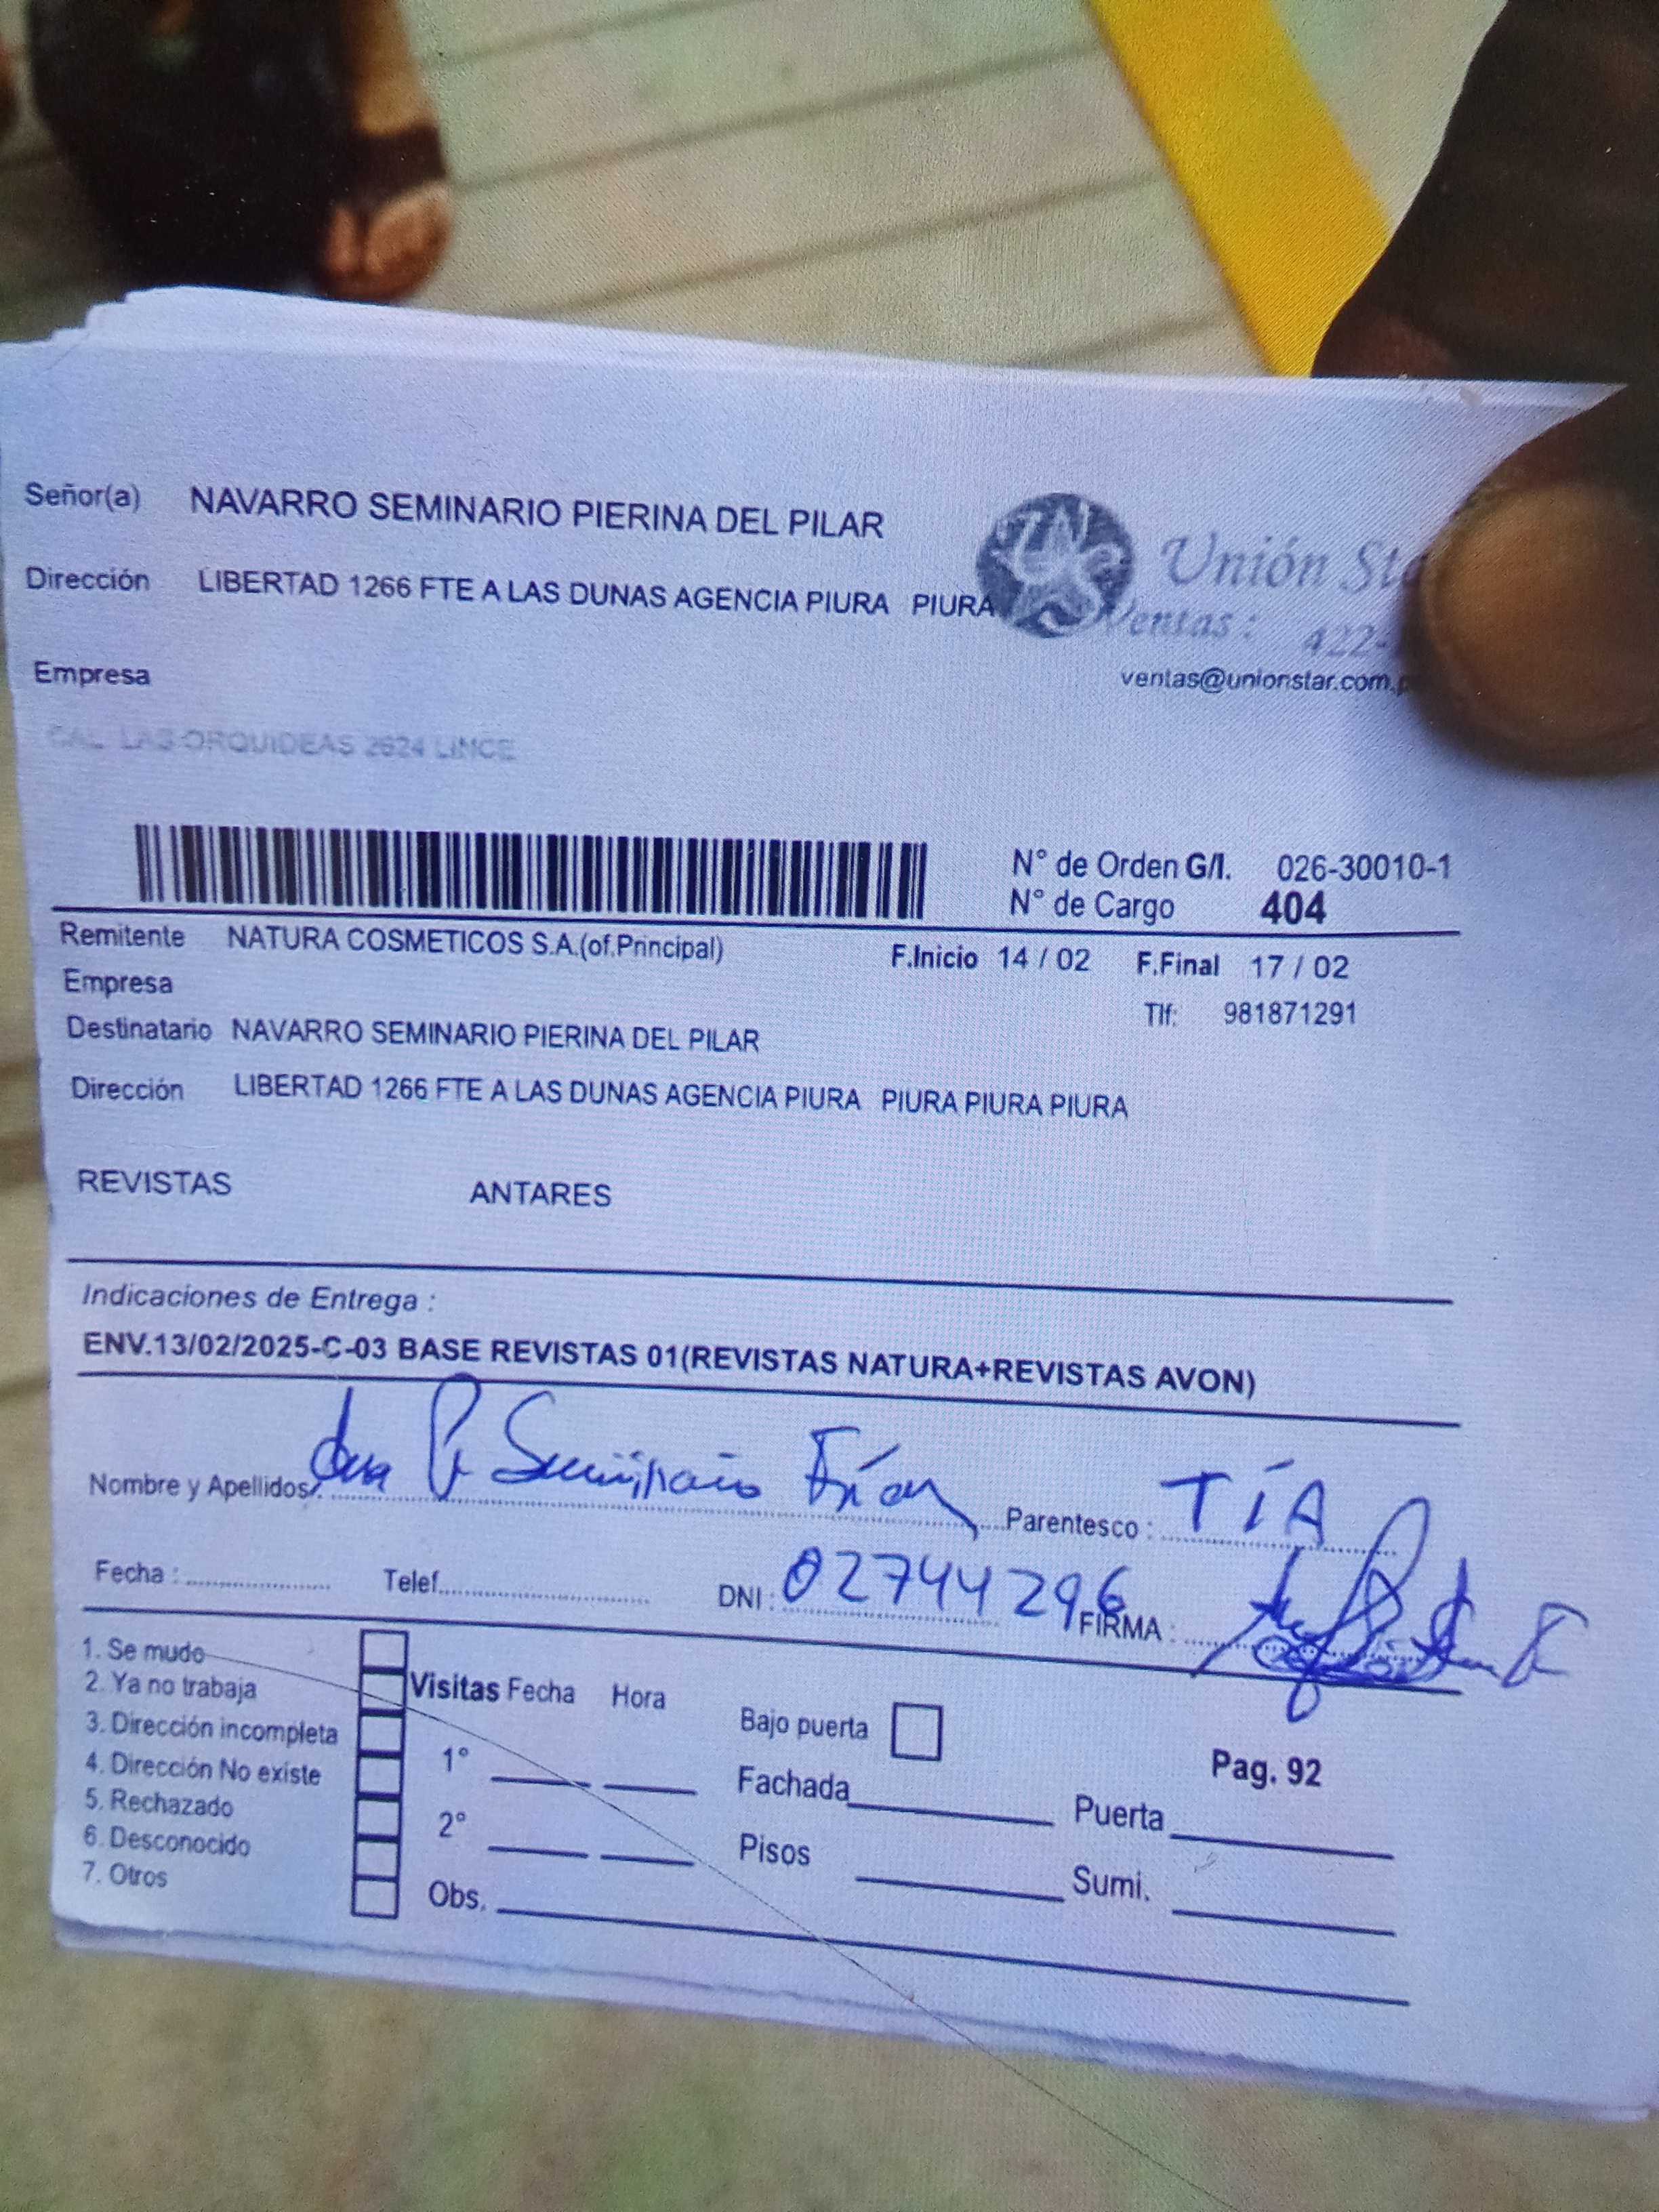 Señor(a) NAVARRO SEMINARIO PIERINA DEL PILAR
Unión
Dirección LIBERTAD 1266 FTE A LAS DUNAS AGENCIA PIURA PIURA
Ventas: 422-
Empresa
ventas@unionstar.com.p
CAL. LAS ORQUIDEAS 2624 LINCE
N° de Orden G/I. 026-30010-1
N° de Cargo 404
Remitente NATURA COSMETICOS S.A.(of.Principal) F.Inicio 14 / 02 F.Final 17 / 02
Empresa
Tlf: 981871291
Destinatario NAVARRO SEMINARIO PIERINA DEL PILAR
Dirección LIBERTAD 1266 FTE A LAS DUNAS AGENCIA PIURA PIURA PIURA PIURA
REVISTAS ANTARES
Indicaciones de Entrega :
ENV.13/02/2025-C-03 BASE REVISTAS 01(REVISTAS NATURA+REVISTAS AVON)
Nombre y Apellidos: Ana P. Seminario Frías Parentesco : TÍA
Fecha : Telef. DNI : 02744296 FIRMA :
1. Se mudo
2. Ya no trabaja
3. Dirección incompleta
4. Dirección No existe
5. Rechazado
6. Desconocido
7. Otros
Visitas Fecha Hora
1°
2°
Obs.
Bajo puerta
Fachada
Pisos
Pag. 92
Puerta
Sumi.